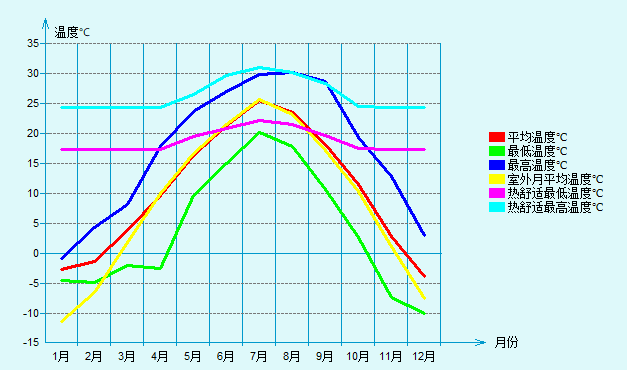 温度℃
35
30
25
20
15
10
5
0
-5
-10
-15
1月 2月 3月 4月 5月 6月 7月 8月 9月 10月 11月 12月
月份
平均温度℃
最低温度℃
最高温度℃
室外月平均温度℃
热舒适最低温度℃
热舒适最高温度℃